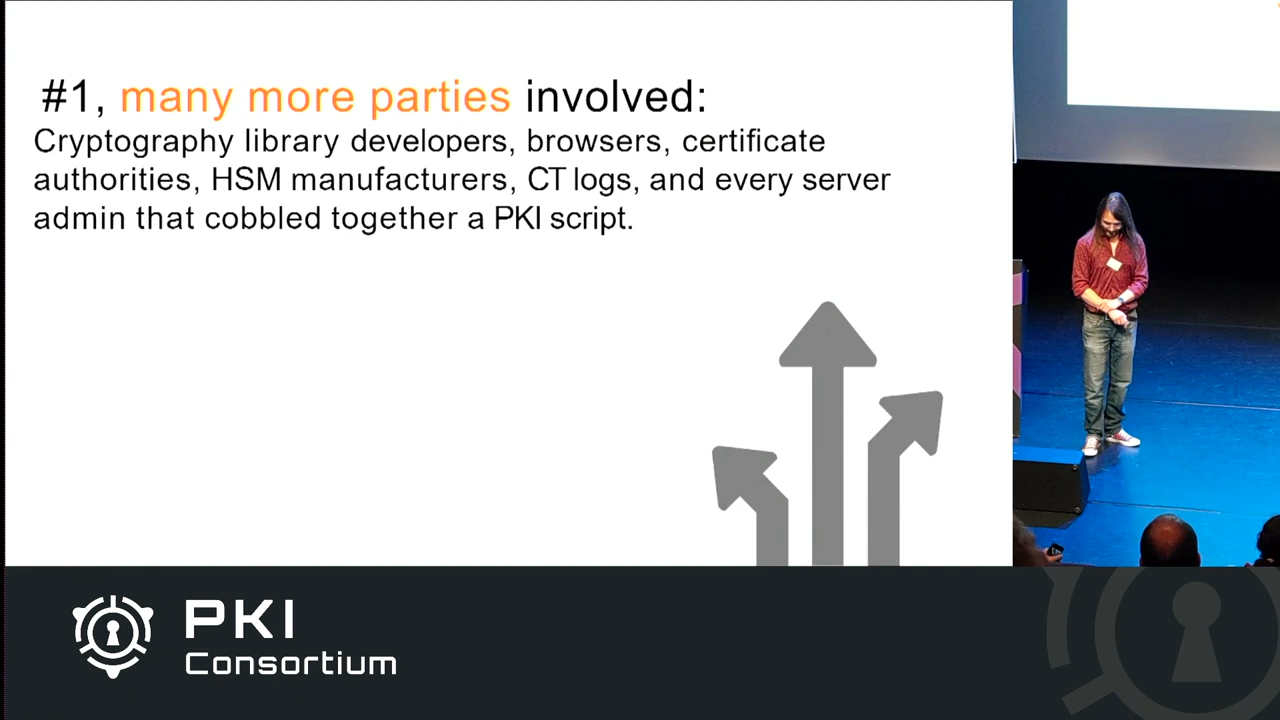 #1, many more parties involved:
Cryptography library developers, browsers, certificate
authorities, HSM manufacturers, CT logs, and every server
admin that cobbled together a PKI script.
PKI
Consortium